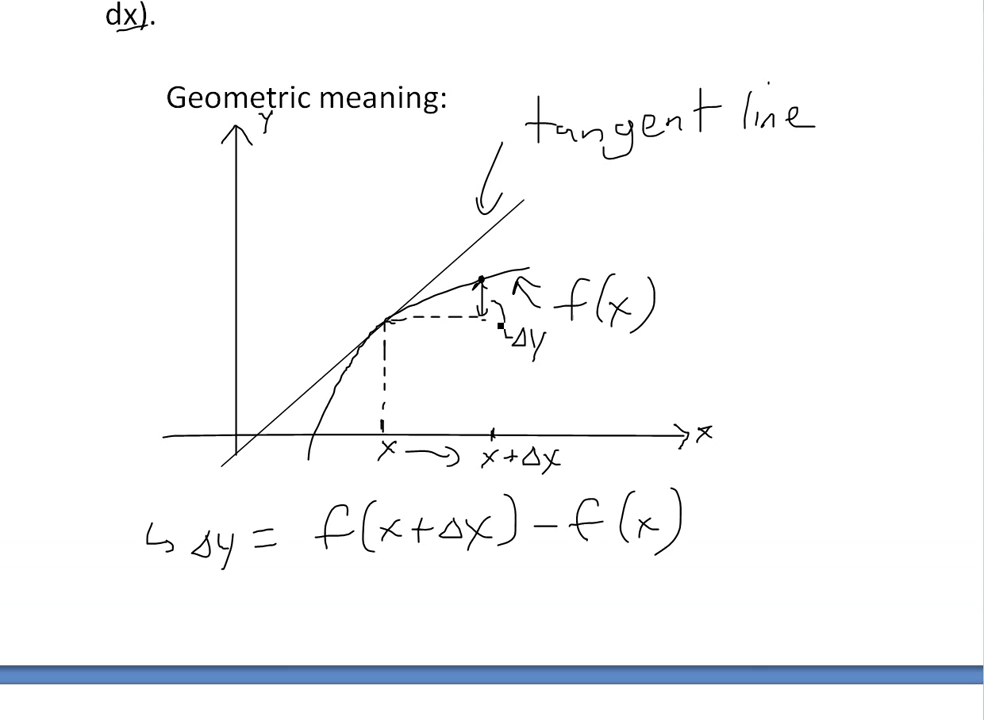 dx).
Geometric meaning:
Y
tangent line
f(x)
Δy
x
x → x+Δx
↳ Δy = f(x+Δx) - f(x)